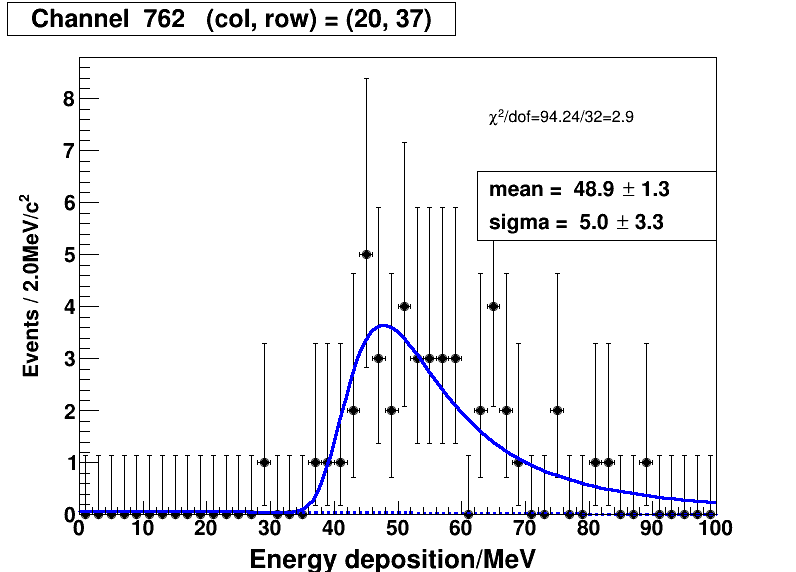 Channel 762 (col, row) = (20, 37)
χ²/dof=94.24/32=2.9
mean = 48.9 ± 1.3
sigma = 5.0 ± 3.3
Events / 2.0MeV/c²
8
7
6
5
4
3
2
1
0
0 10 20 30 40 50 60 70 80 90 100
Energy deposition/MeV